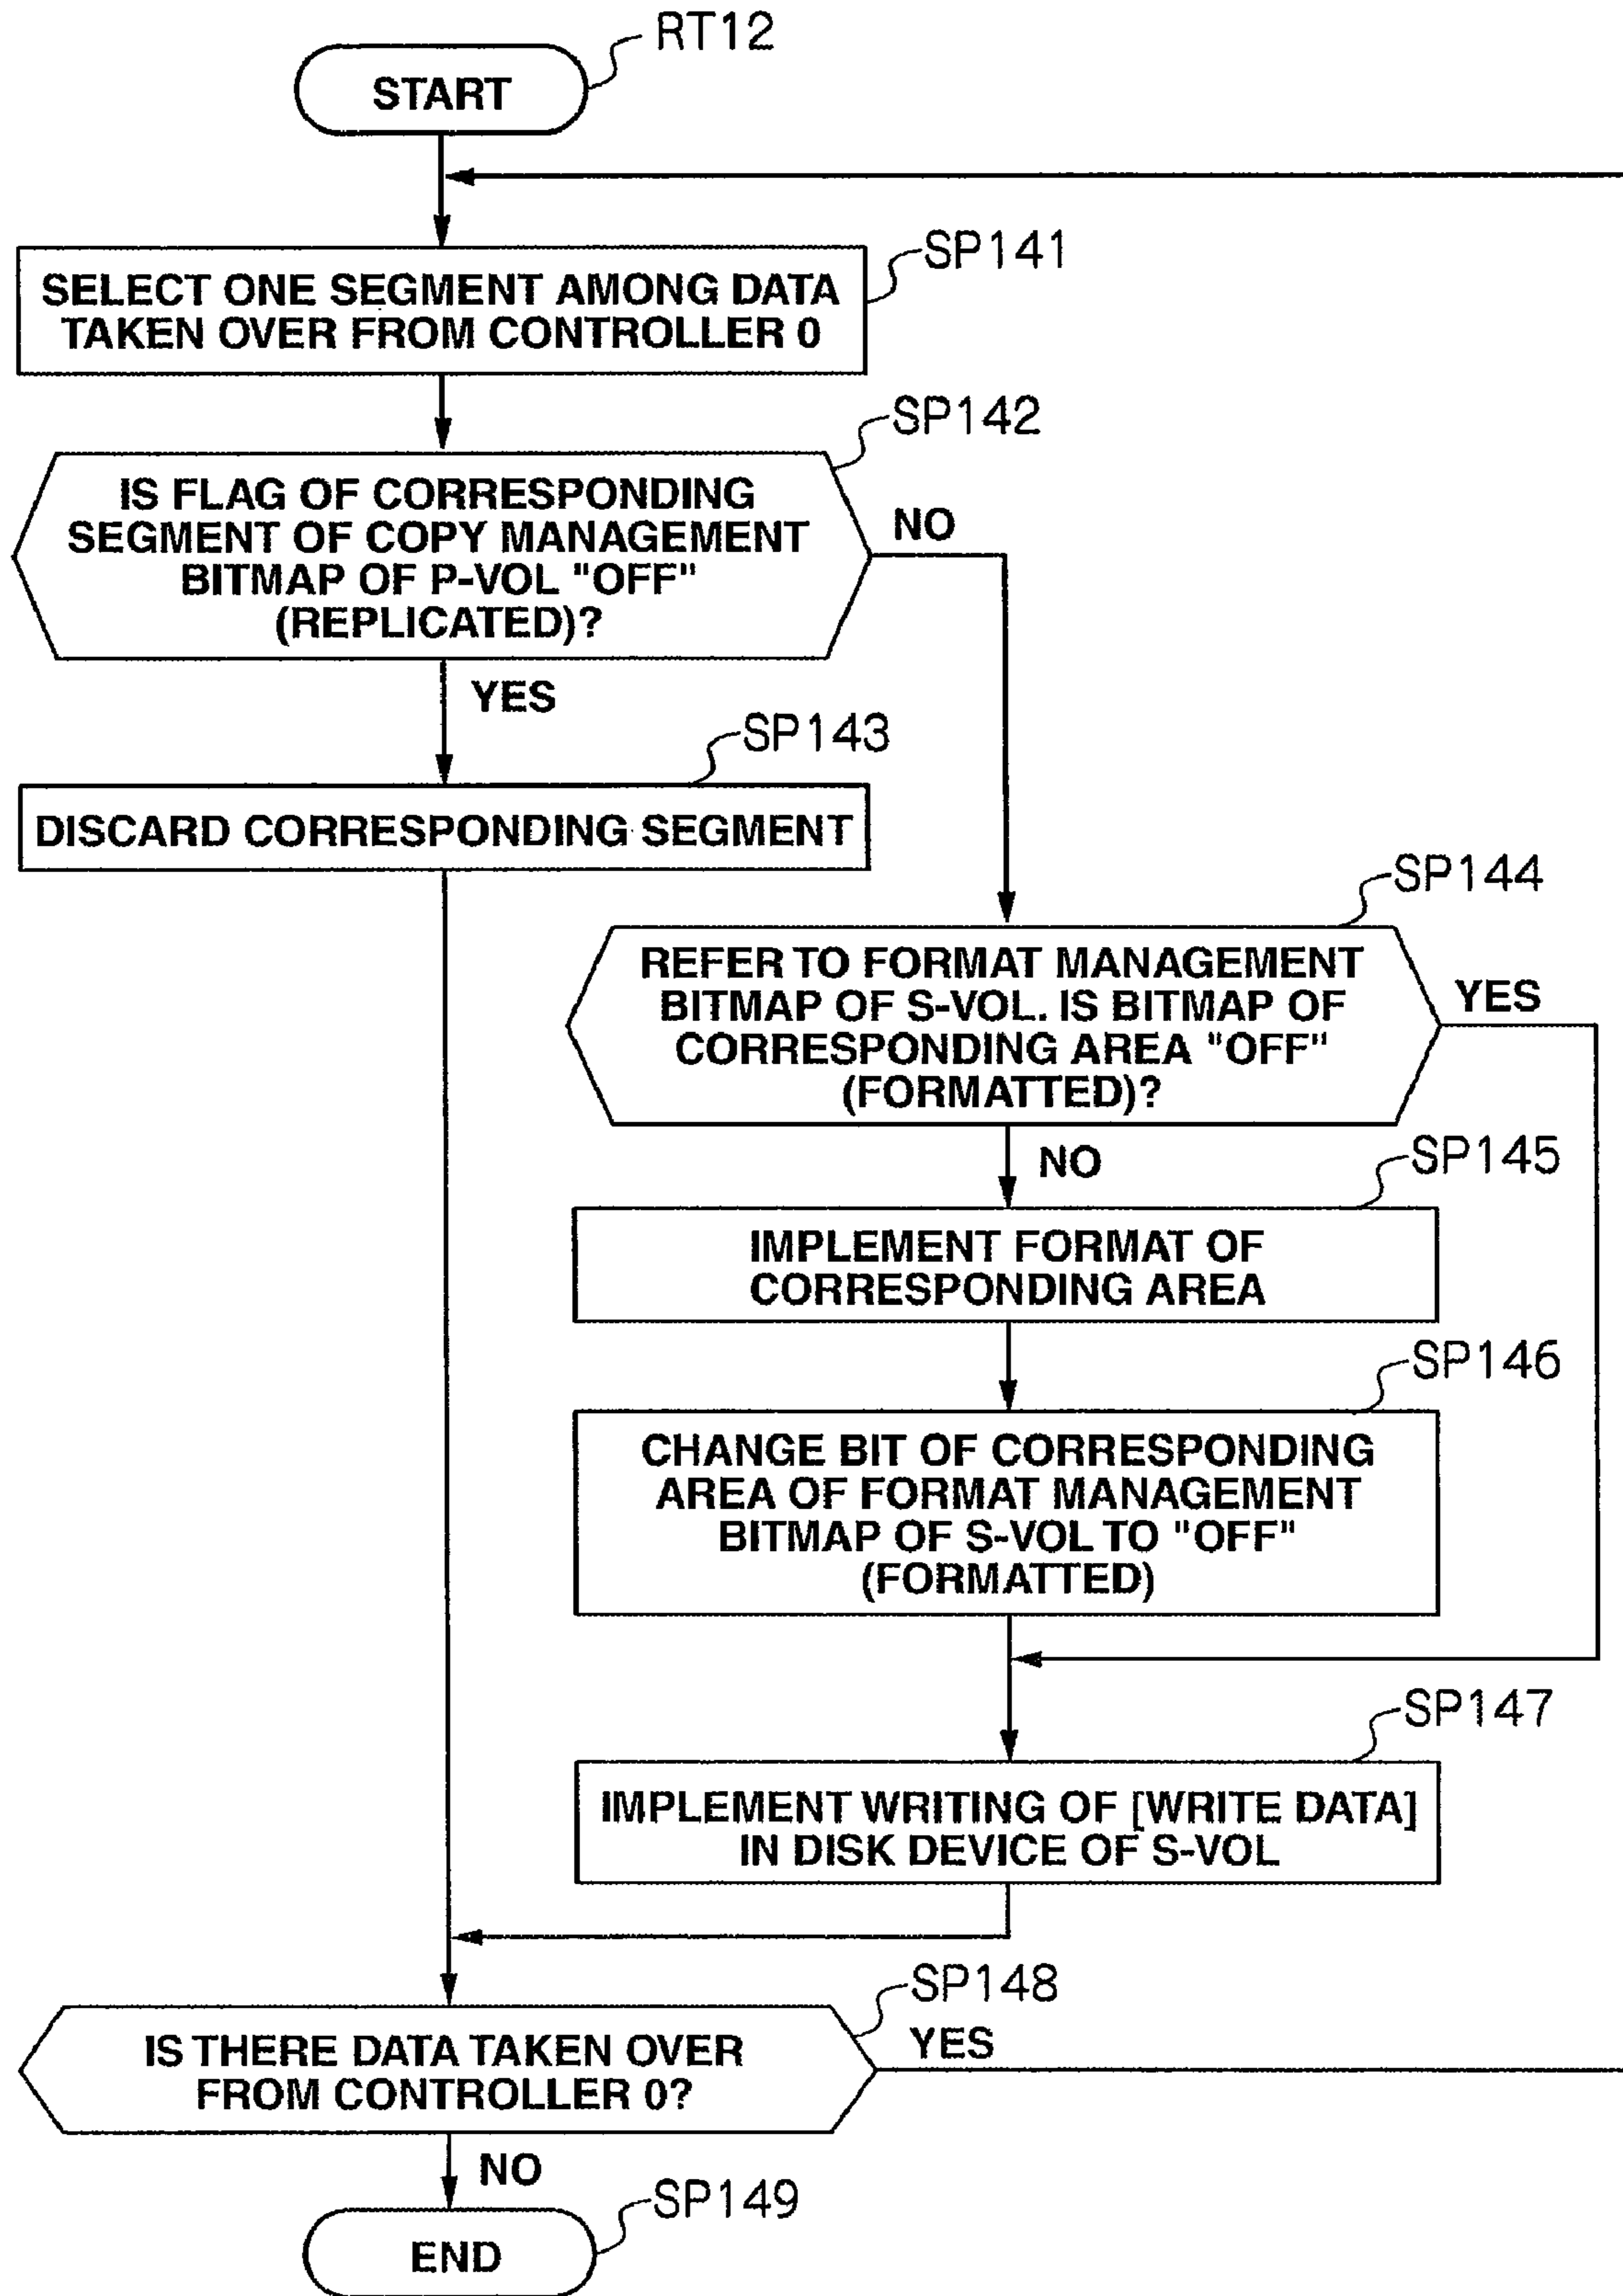 RT12
START
SP141
SELECT ONE SEGMENT AMONG DATA
TAKEN OVER FROM CONTROLLER 0
SP142
IS FLAG OF CORRESPONDING
SEGMENT OF COPY MANAGEMENT
BITMAP OF P-VOL "OFF"
(REPLICATED)?
NO
YES
SP143
DISCARD CORRESPONDING SEGMENT
SP144
REFER TO FORMAT MANAGEMENT
BITMAP OF S-VOL. IS BITMAP OF
CORRESPONDING AREA "OFF"
(FORMATTED)?
YES
NO
SP145
IMPLEMENT FORMAT OF
CORRESPONDING AREA
SP146
CHANGE BIT OF CORRESPONDING
AREA OF FORMAT MANAGEMENT
BITMAP OF S-VOL TO "OFF"
(FORMATTED)
SP147
IMPLEMENT WRITING OF [WRITE DATA]
IN DISK DEVICE OF S-VOL
SP148
IS THERE DATA TAKEN OVER
FROM CONTROLLER 0?
YES
NO
SP149
END